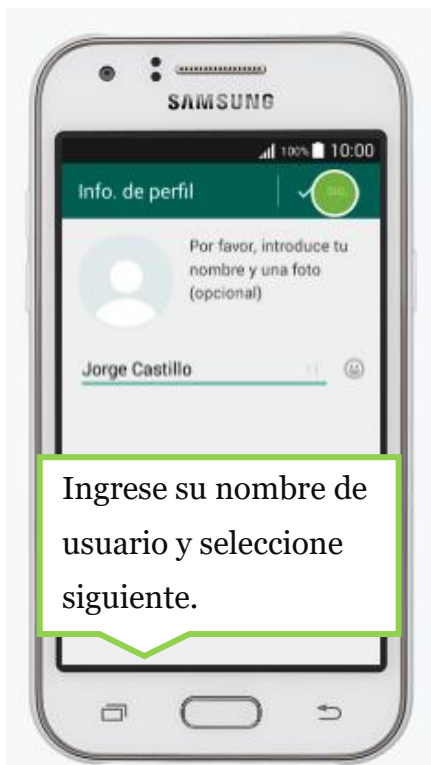 SAMSUNG
100% 10:00
Info. de perfil
SIG.
Por favor, introduce tu
nombre y una foto
(opcional)
Jorge Castillo
Ingrese su nombre de
usuario y seleccione
siguiente.